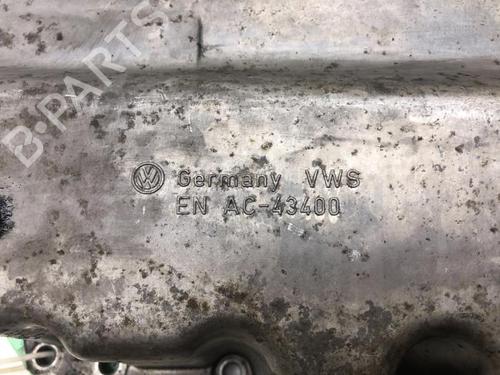 B-PARTS
Germany VWS
EN AC-43400